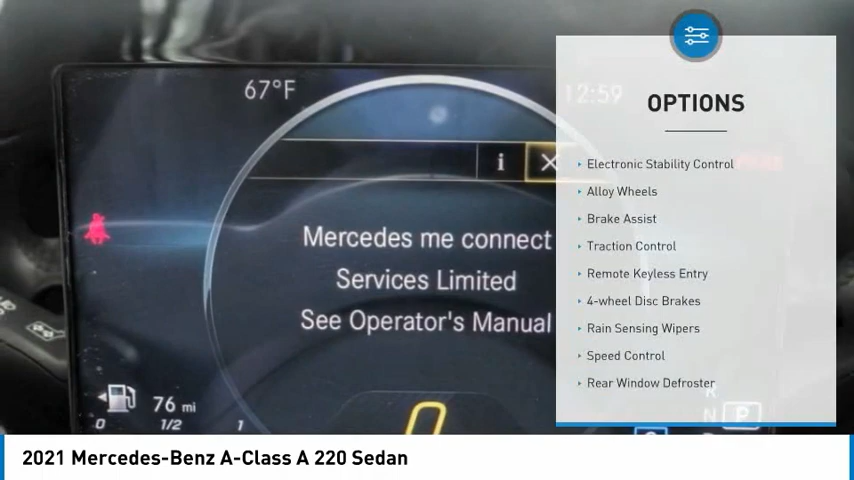 67°F
12:59
i
Mercedes me connect
Services Limited
See Operator's Manual
76 mi
0 1/2 1
0
R
N
P
OPTIONS
Electronic Stability Control
Alloy Wheels
Brake Assist
Traction Control
Remote Keyless Entry
4-wheel Disc Brakes
Rain Sensing Wipers
Speed Control
Rear Window Defroster
2021 Mercedes-Benz A-Class A 220 Sedan